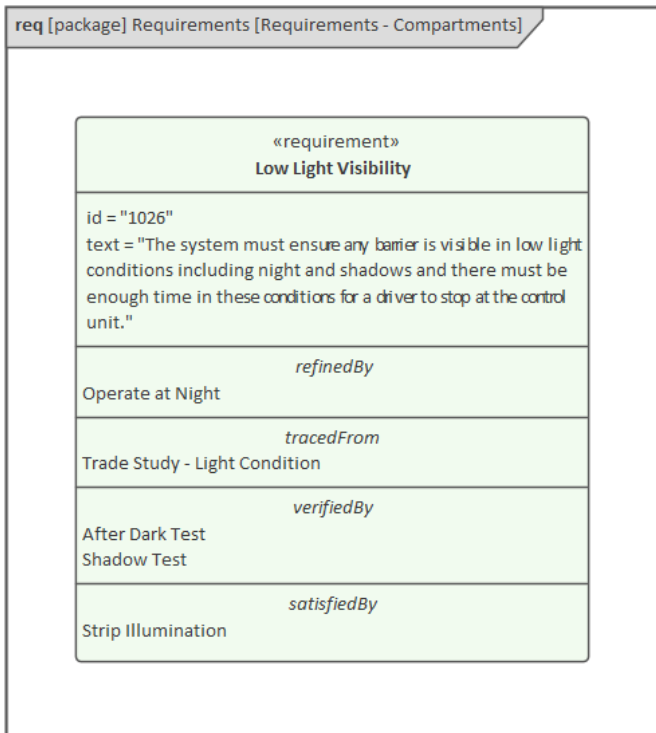 req [package] Requirements [Requirements - Compartments]
«requirement»
Low Light Visibility
id = "1026"
text = "The system must ensure any barrier is visible in low light
conditions including night and shadows and there must be
enough time in these conditions for a driver to stop at the control
unit."
refinedBy
Operate at Night
tracedFrom
Trade Study - Light Condition
verifiedBy
After Dark Test
Shadow Test
satisfiedBy
Strip Illumination